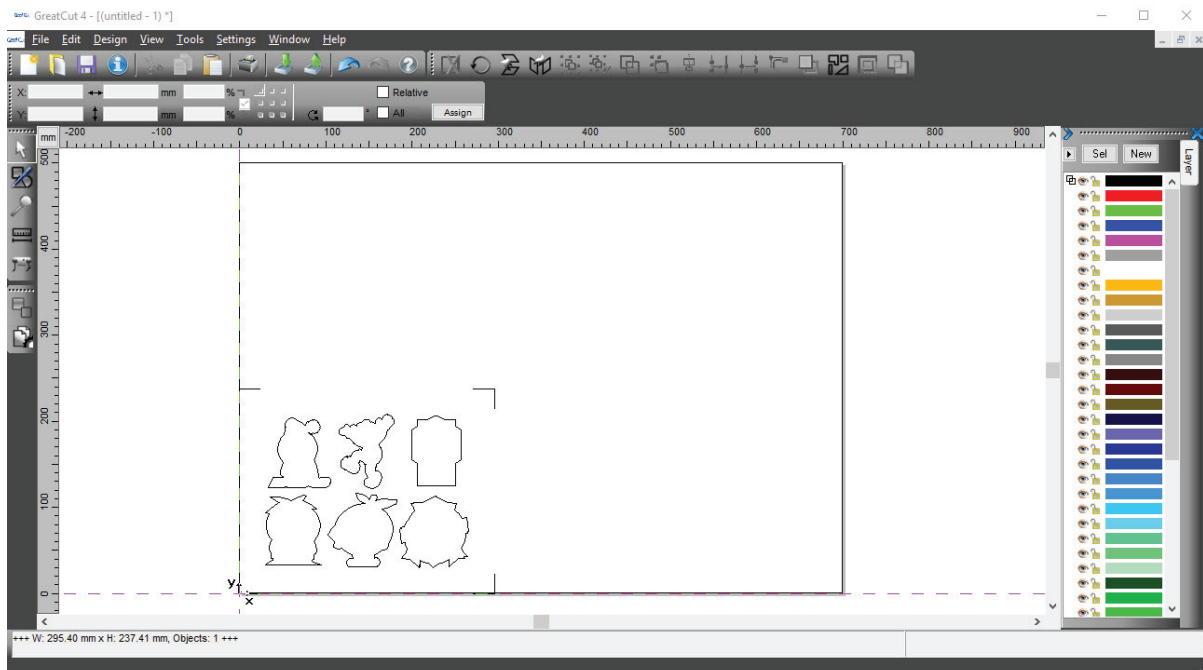 GreatCut GreatCut 4 - [(untitled - 1) *]
File Edit Design View Tools Settings Window Help
X: mm % Relative
Y: mm % ° All Assign
mm -200 -100 0 100 200 300 400 500 600 700 800 900
Sel New
Layer
500
400
300
200
100
0
y
x
+++ W: 295.40 mm x H: 237.41 mm, Objects: 1 +++